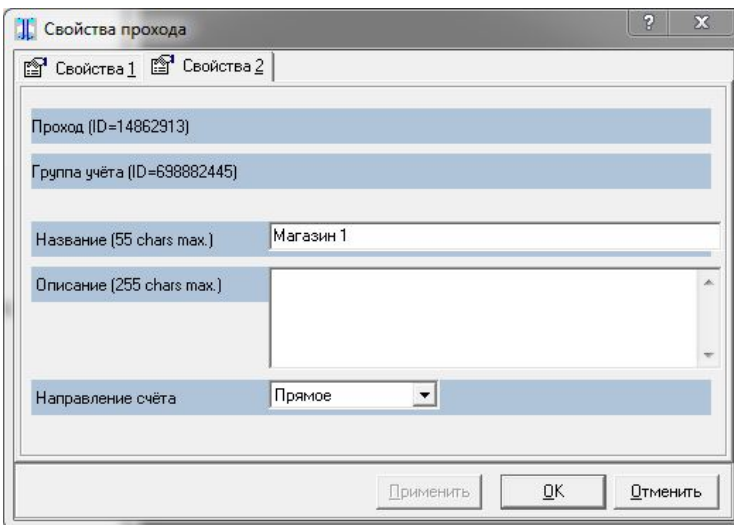 Свойства прохода
Свойства 1 Свойства 2
Проход (ID=14862913)
Группа учёта (ID=698882445)
Название (55 chars max.) Магазин 1
Описание (255 chars max.)
Направление счёта Прямое
Применить OK Отменить